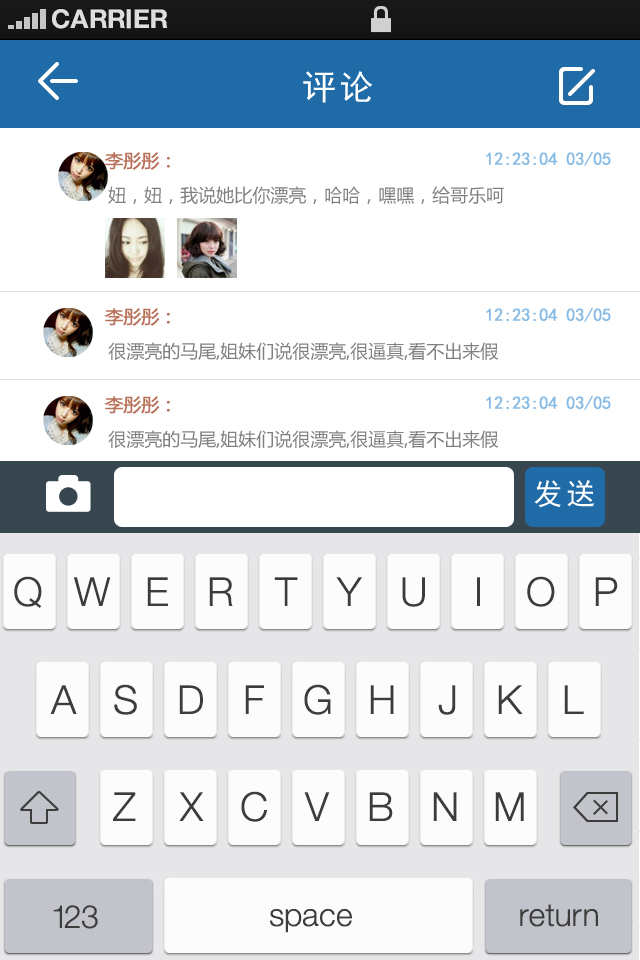 CARRIER
评论
李彤彤：
12:23:04 03/05
妞，妞，我说她比你漂亮，哈哈，嘿嘿，给哥乐呵
李彤彤：
12:23:04 03/05
很漂亮的马尾,姐妹们说很漂亮,很逼真,看不出来假
李彤彤：
12:23:04 03/05
很漂亮的马尾,姐妹们说很漂亮,很逼真,看不出来假
发送
Q W E R T Y U I O P
A S D F G H J K L
Z X C V B N M
123 space return